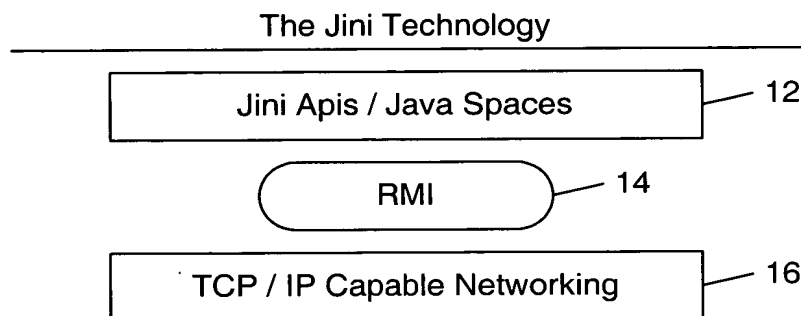 The Jini Technology
Jini Apis / Java Spaces
12
RMI
14
TCP / IP Capable Networking
16